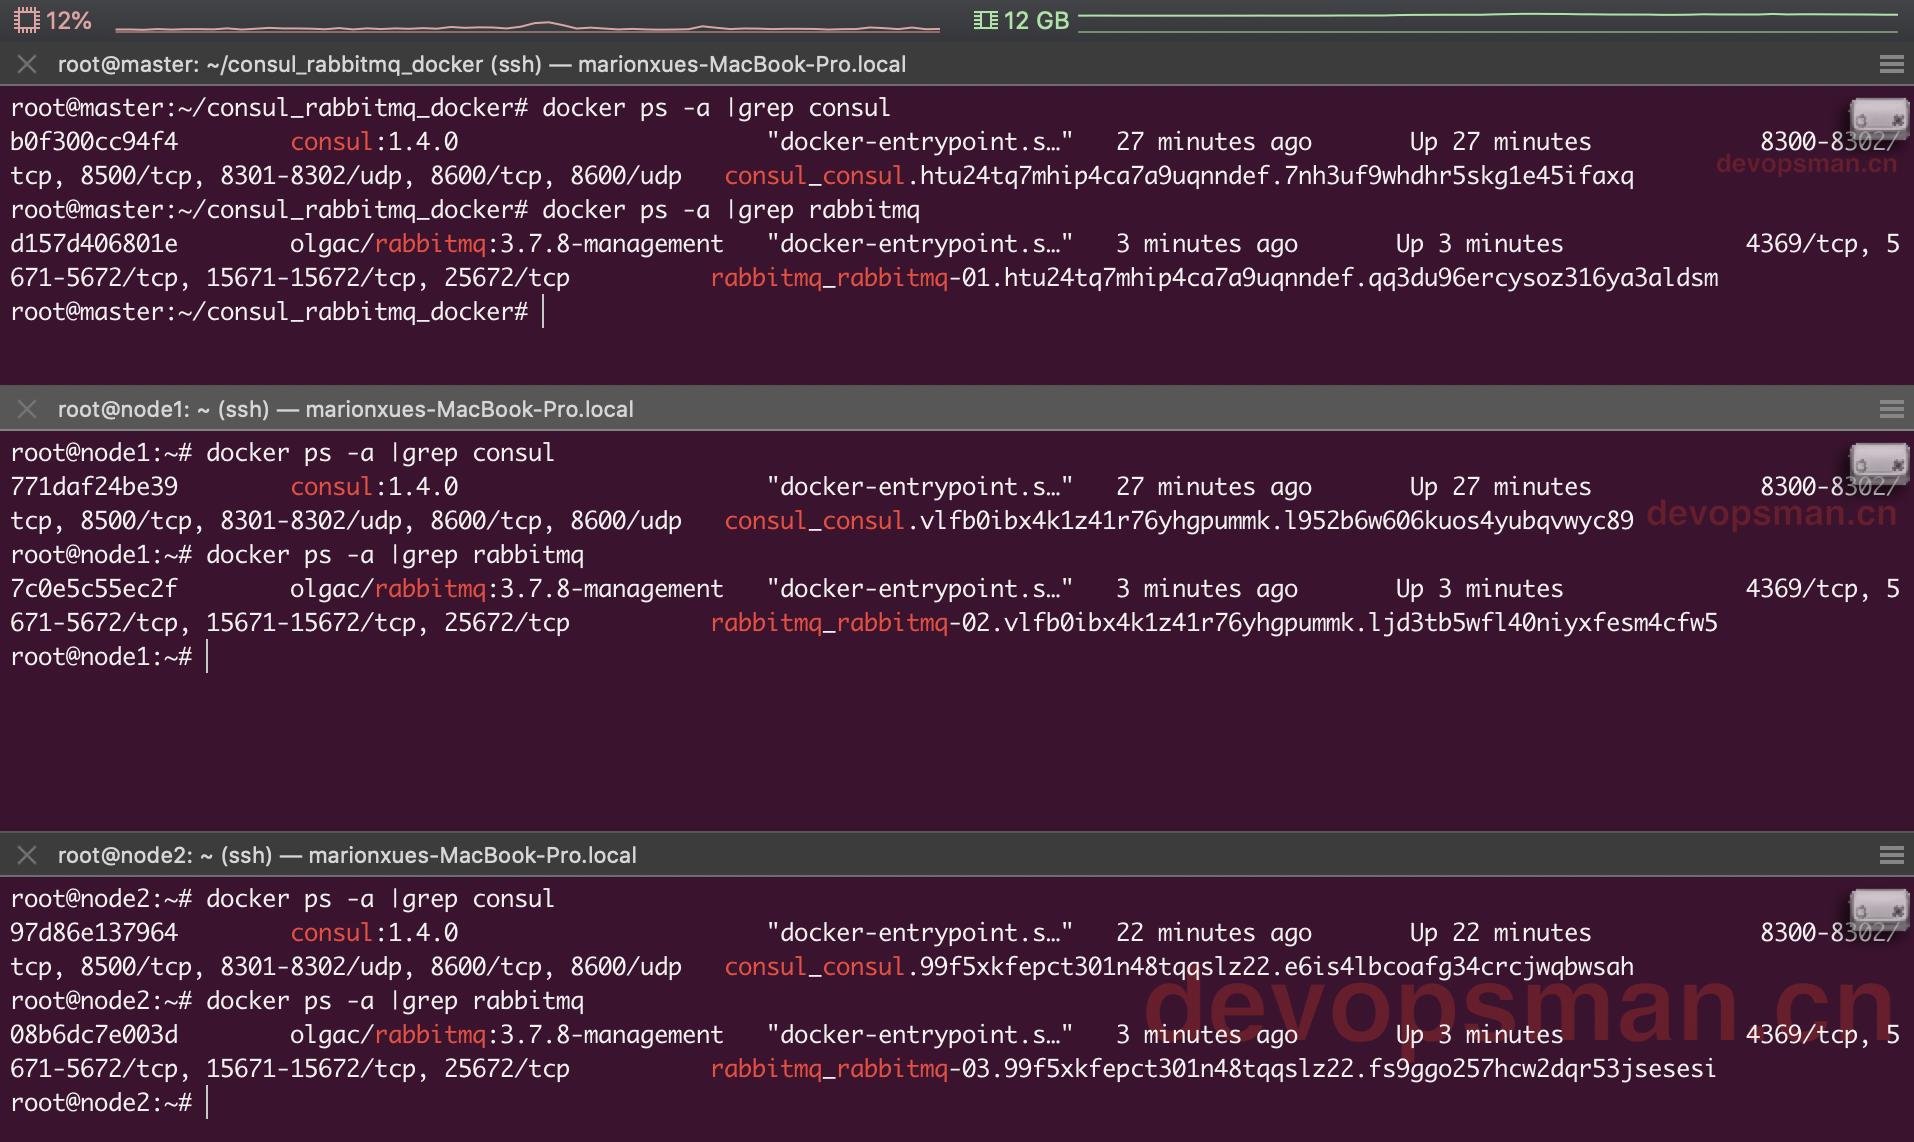 12%
12 GB
root@master: ~/consul_rabbitmq_docker (ssh) — marionxues-MacBook-Pro.local
root@master:~/consul_rabbitmq_docker# docker ps -a |grep consul
b0f300cc94f4        consul:1.4.0                      "docker-entrypoint.s…"   27 minutes ago       Up 27 minutes            8300-8302/
devopsman.cn
tcp, 8500/tcp, 8301-8302/udp, 8600/tcp, 8600/udp   consul_consul.htu24tq7mhip4ca7a9uqnndef.7nh3uf9whdhr5skg1e45ifaxq
root@master:~/consul_rabbitmq_docker# docker ps -a |grep rabbitmq
d157d406801e        olgac/rabbitmq:3.7.8-management   "docker-entrypoint.s…"   3 minutes ago       Up 3 minutes             4369/tcp, 5
671-5672/tcp, 15671-15672/tcp, 25672/tcp          rabbitmq_rabbitmq-01.htu24tq7mhip4ca7a9uqnndef.qq3du96ercysoz316ya3aldsm
root@master:~/consul_rabbitmq_docker#
root@node1: ~ (ssh) — marionxues-MacBook-Pro.local
root@node1:~# docker ps -a |grep consul
771daf24be39        consul:1.4.0                      "docker-entrypoint.s…"   27 minutes ago       Up 27 minutes            8300-8302/
tcp, 8500/tcp, 8301-8302/udp, 8600/tcp, 8600/udp   consul_consul.vlfb0ibx4k1z41r76yhgpummk.l952b6w606kuos4yubqvwyc89
devopsman.cn
root@node1:~# docker ps -a |grep rabbitmq
7c0e5c55ec2f        olgac/rabbitmq:3.7.8-management   "docker-entrypoint.s…"   3 minutes ago       Up 3 minutes             4369/tcp, 5
671-5672/tcp, 15671-15672/tcp, 25672/tcp          rabbitmq_rabbitmq-02.vlfb0ibx4k1z41r76yhgpummk.ljd3tb5wfl40niyxfesm4cfw5
root@node1:~#
root@node2: ~ (ssh) — marionxues-MacBook-Pro.local
root@node2:~# docker ps -a |grep consul
97d86e137964        consul:1.4.0                      "docker-entrypoint.s…"   22 minutes ago       Up 22 minutes            8300-8302/
tcp, 8500/tcp, 8301-8302/udp, 8600/tcp, 8600/udp   consul_consul.99f5xkfepct301n48tqqslz22.e6is4lbcoafg34crcjwqbwsah
root@node2:~# docker ps -a |grep rabbitmq
devopsman.cn
08b6dc7e003d        olgac/rabbitmq:3.7.8-management   "docker-entrypoint.s…"   3 minutes ago       Up 3 minutes             4369/tcp, 5
671-5672/tcp, 15671-15672/tcp, 25672/tcp          rabbitmq_rabbitmq-03.99f5xkfepct301n48tqqslz22.fs9ggo257hcw2dqr53jsesesi
root@node2:~#